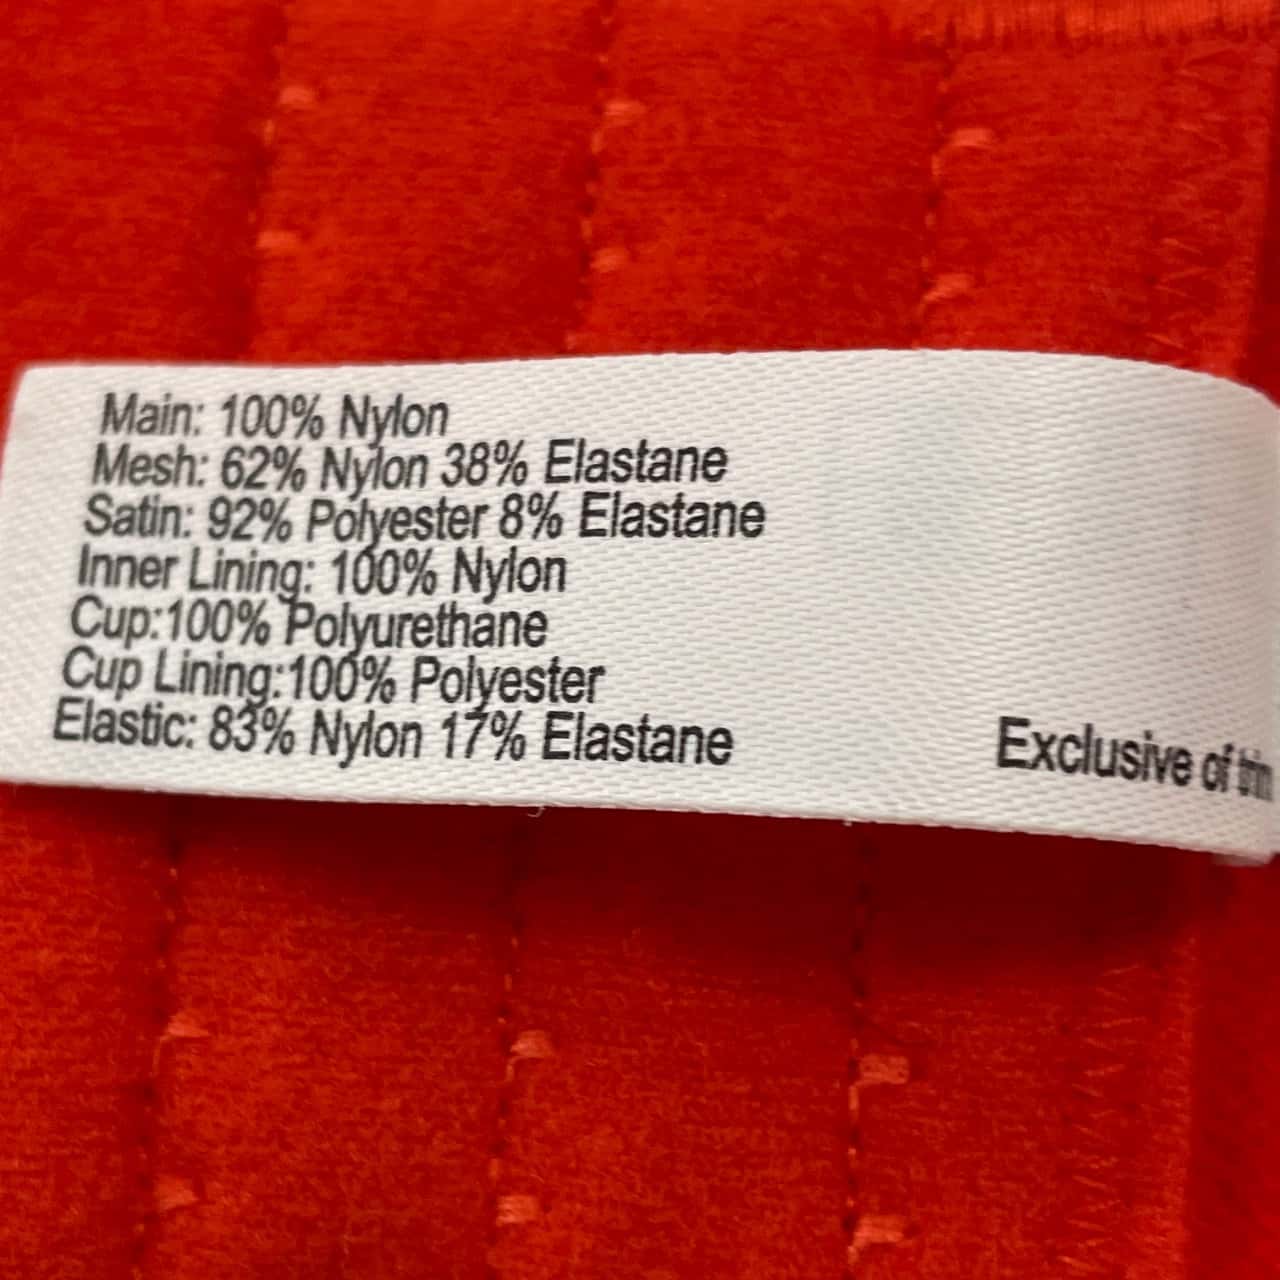 Main: 100% Nylon
Mesh: 62% Nylon 38% Elastane
Satin: 92% Polyester 8% Elastane
Inner Lining: 100% Nylon
Cup:100% Polyurethane
Cup Lining:100% Polyester
Elastic: 83% Nylon 17% Elastane
Exclusive of